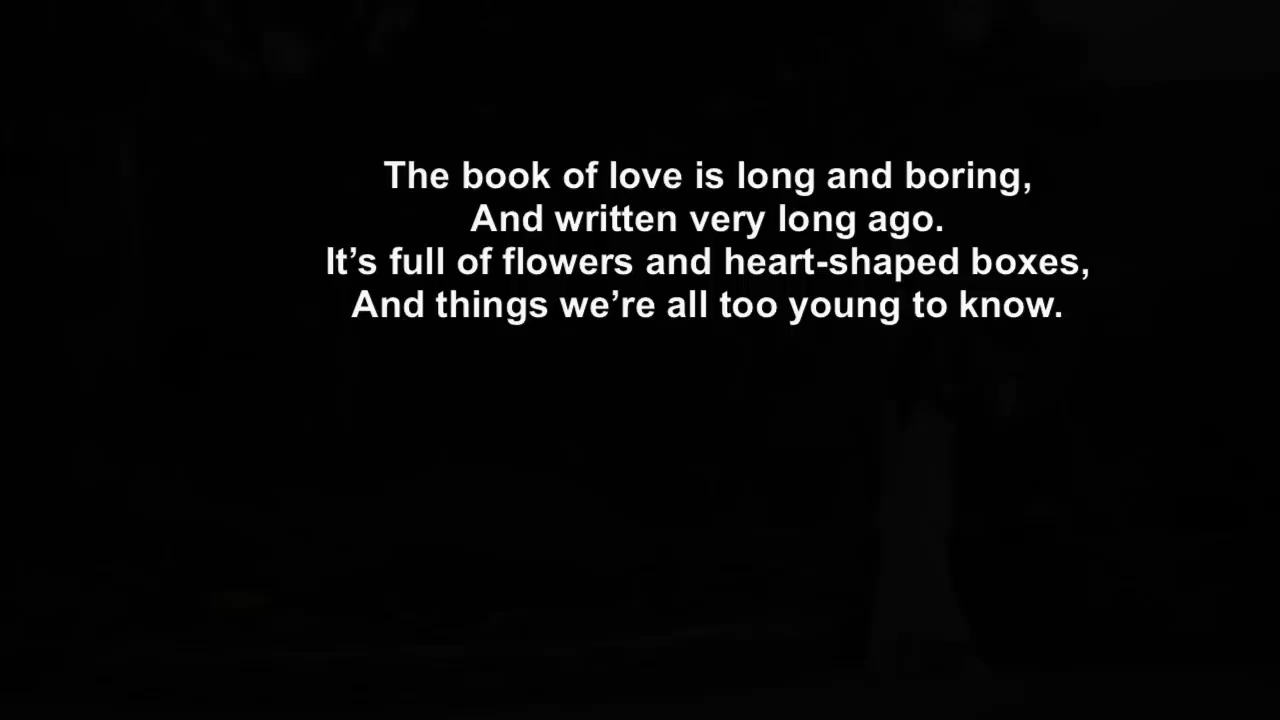 The book of love is long and boring,
And written very long ago.
It’s full of flowers and heart-shaped boxes,
And things we’re all too young to know.